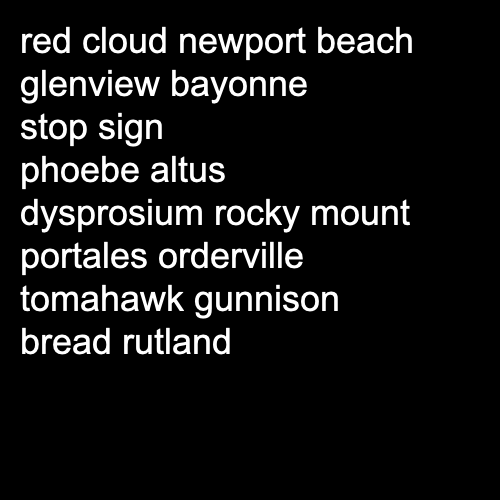 red cloud newport beach
glenview bayonne
stop sign
phoebe altus
dysprosium rocky mount
portales orderville
tomahawk gunnison
bread rutland